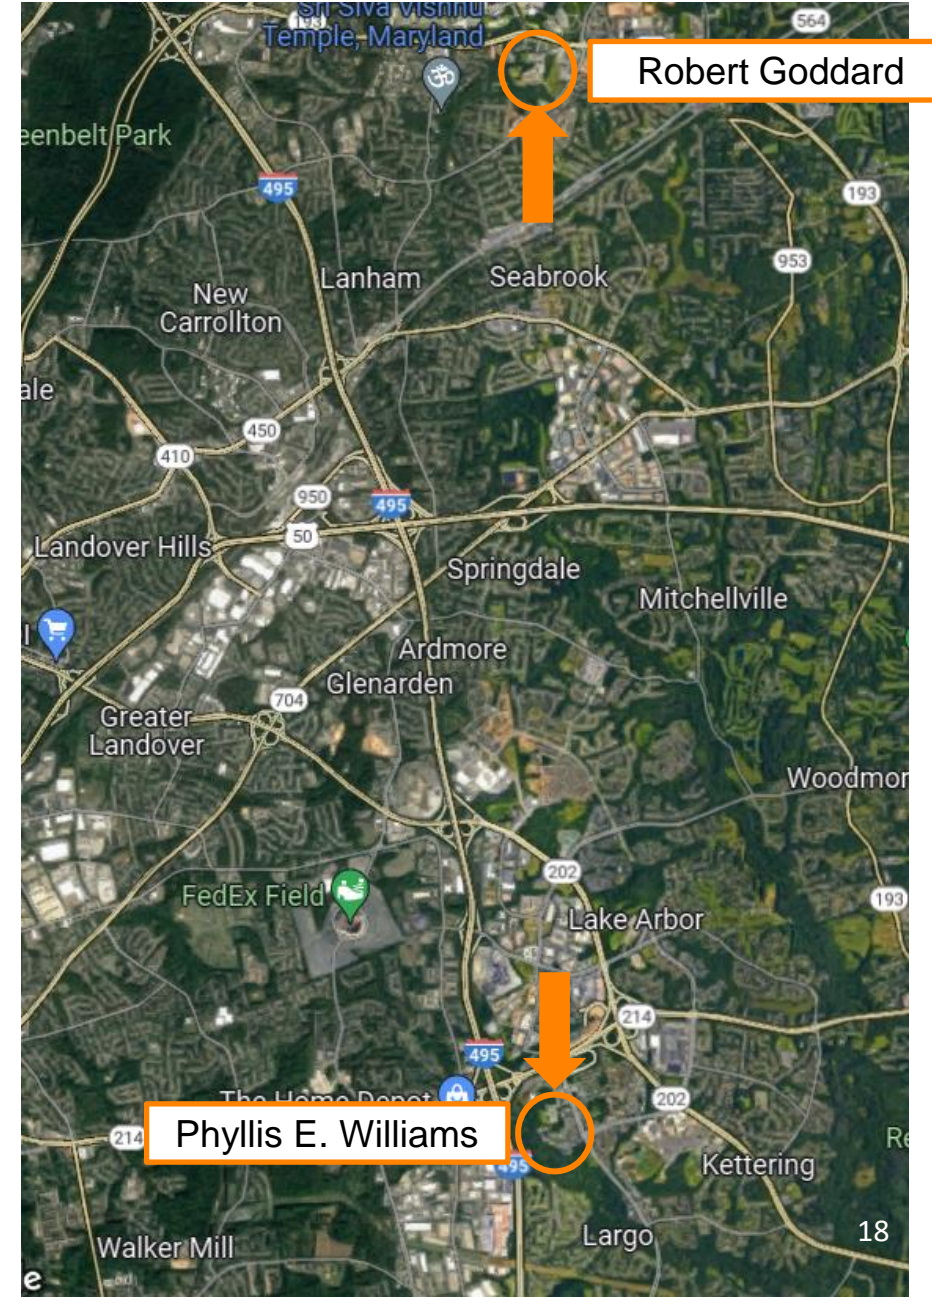 Sri Siva Vishnu
193
Temple, Maryland
564
Robert Goddard
eenbelt Park
495
193
953
Lanham
Seabrook
New
Carrollton
ale
450
410
950
495
50
Landover Hills
Springdale
Mitchellville
Ardmore
Glenarden
704
Greater
Landover
Woodmor
202
FedEx Field
193
Lake Arbor
214
495
The Home Depot
202
214
Phyllis E. Williams
495
Re
Kettering
18
Largo
Walker Mill
e